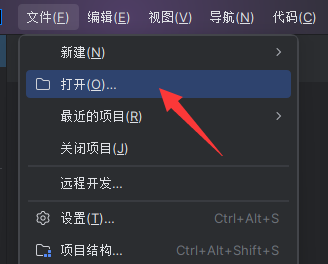 文件(F) 编辑(E) 视图(V) 导航(N) 代码(C)
新建(N)
打开(O)...
最近的项目(R)
关闭项目(J)
远程开发...
设置(T)... Ctrl+Alt+S
项目结构... Ctrl+Alt+Shift+S